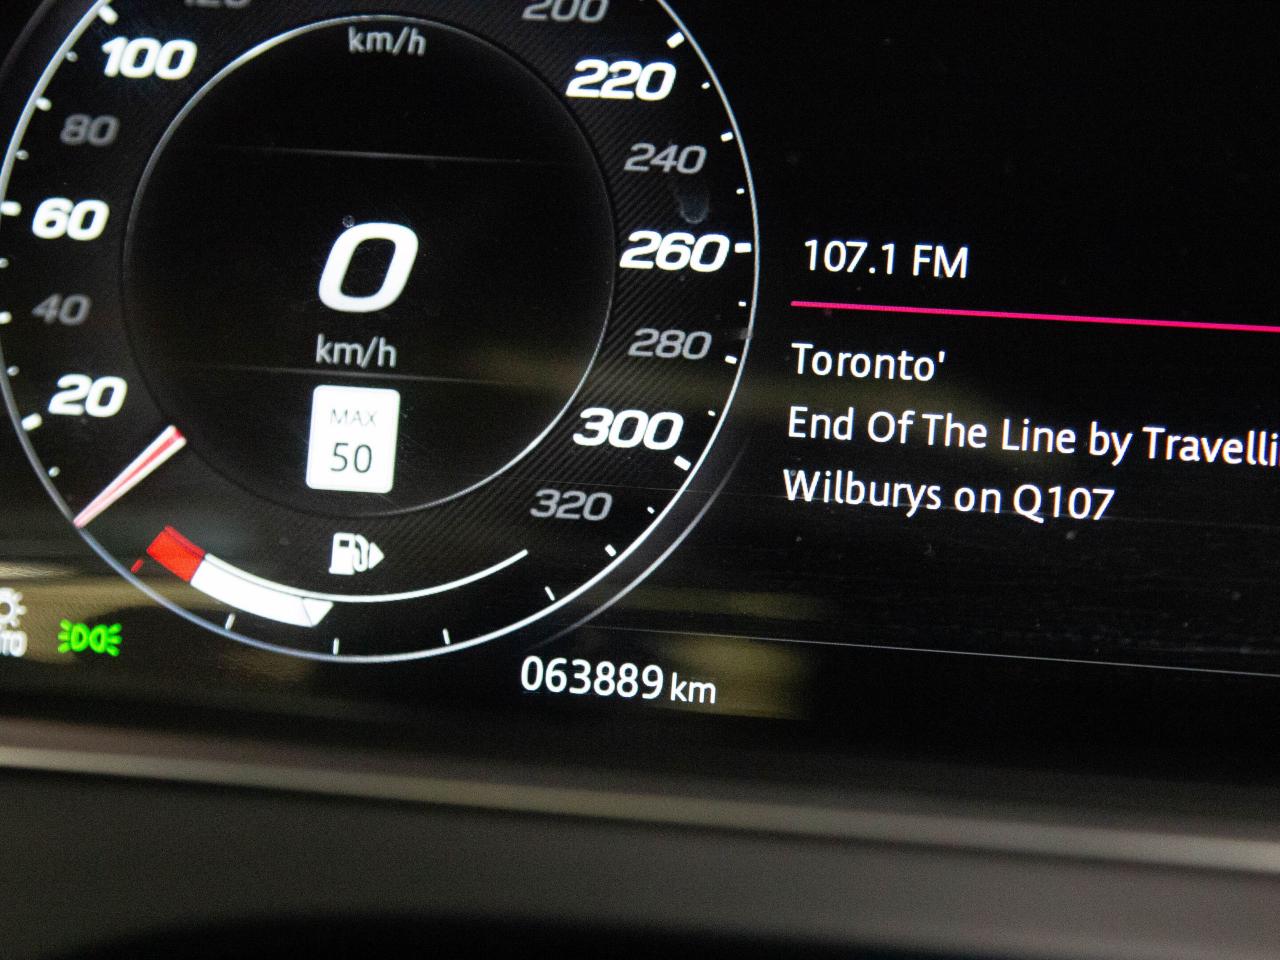 120
200
km/h
100
220
80
240
60
0
260
107.1 FM
40
km/h
280
Toronto'
20
MAX
50
300
End Of The Line by Travelli
320
Wilburys on Q107
063889 km